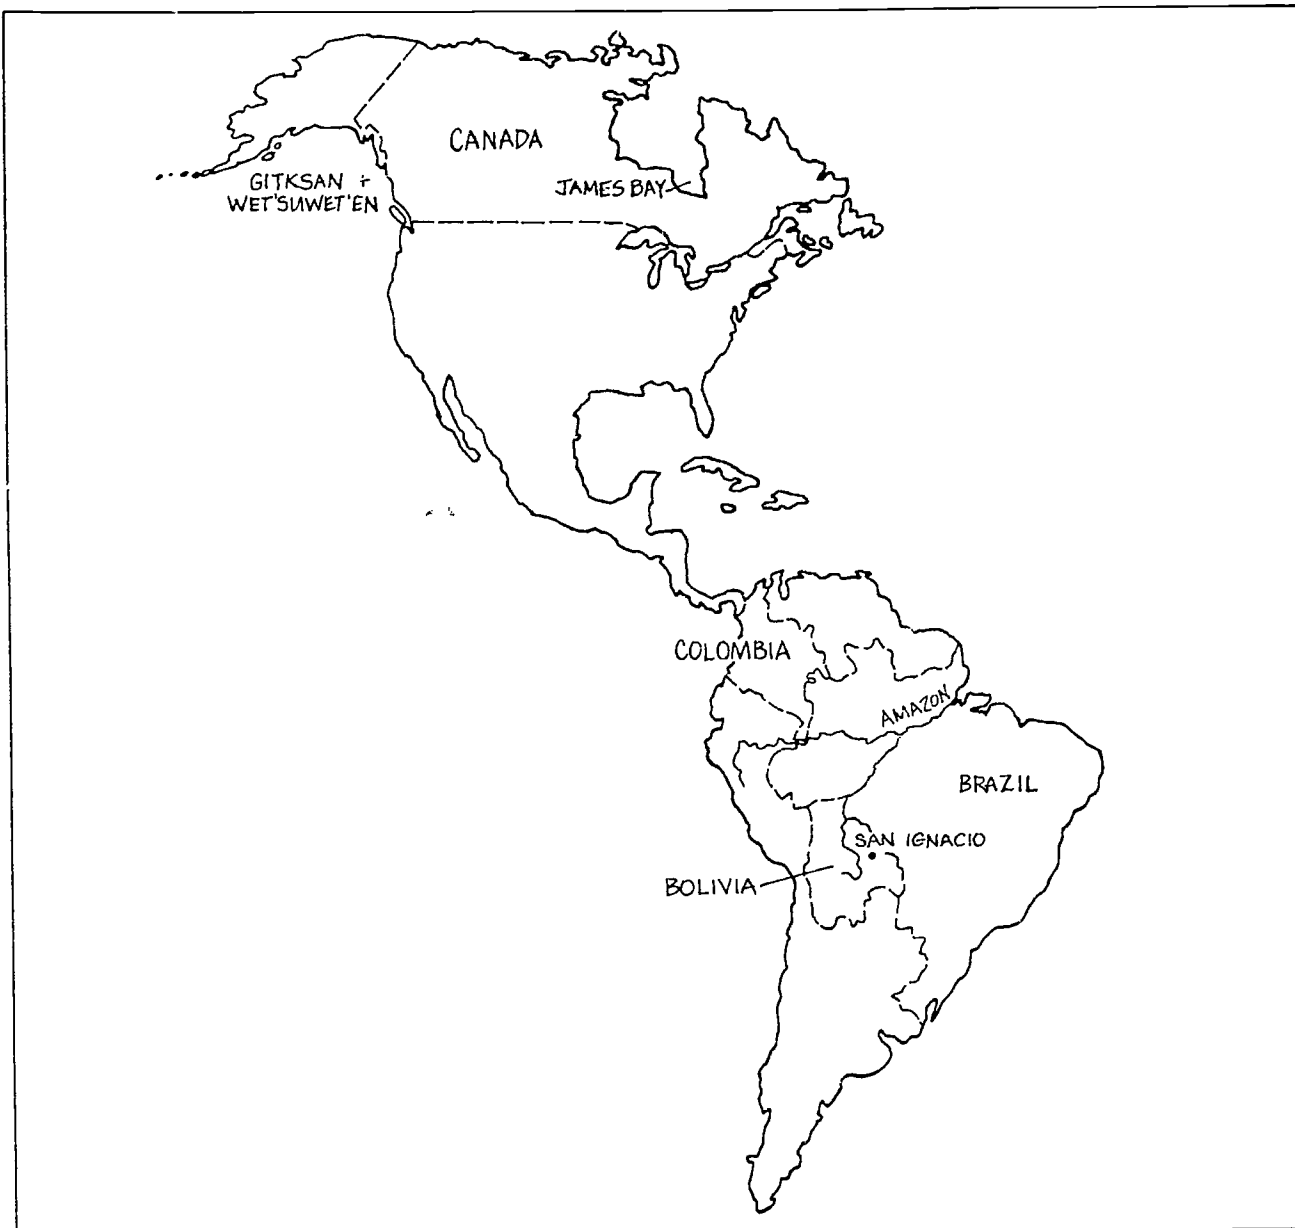 CANADA
GITKSAN +
WET'SUWET'EN
JAMES BAY
COLOMBIA
AMAZON
BRAZIL
SAN IGNACIO
BOLIVIA